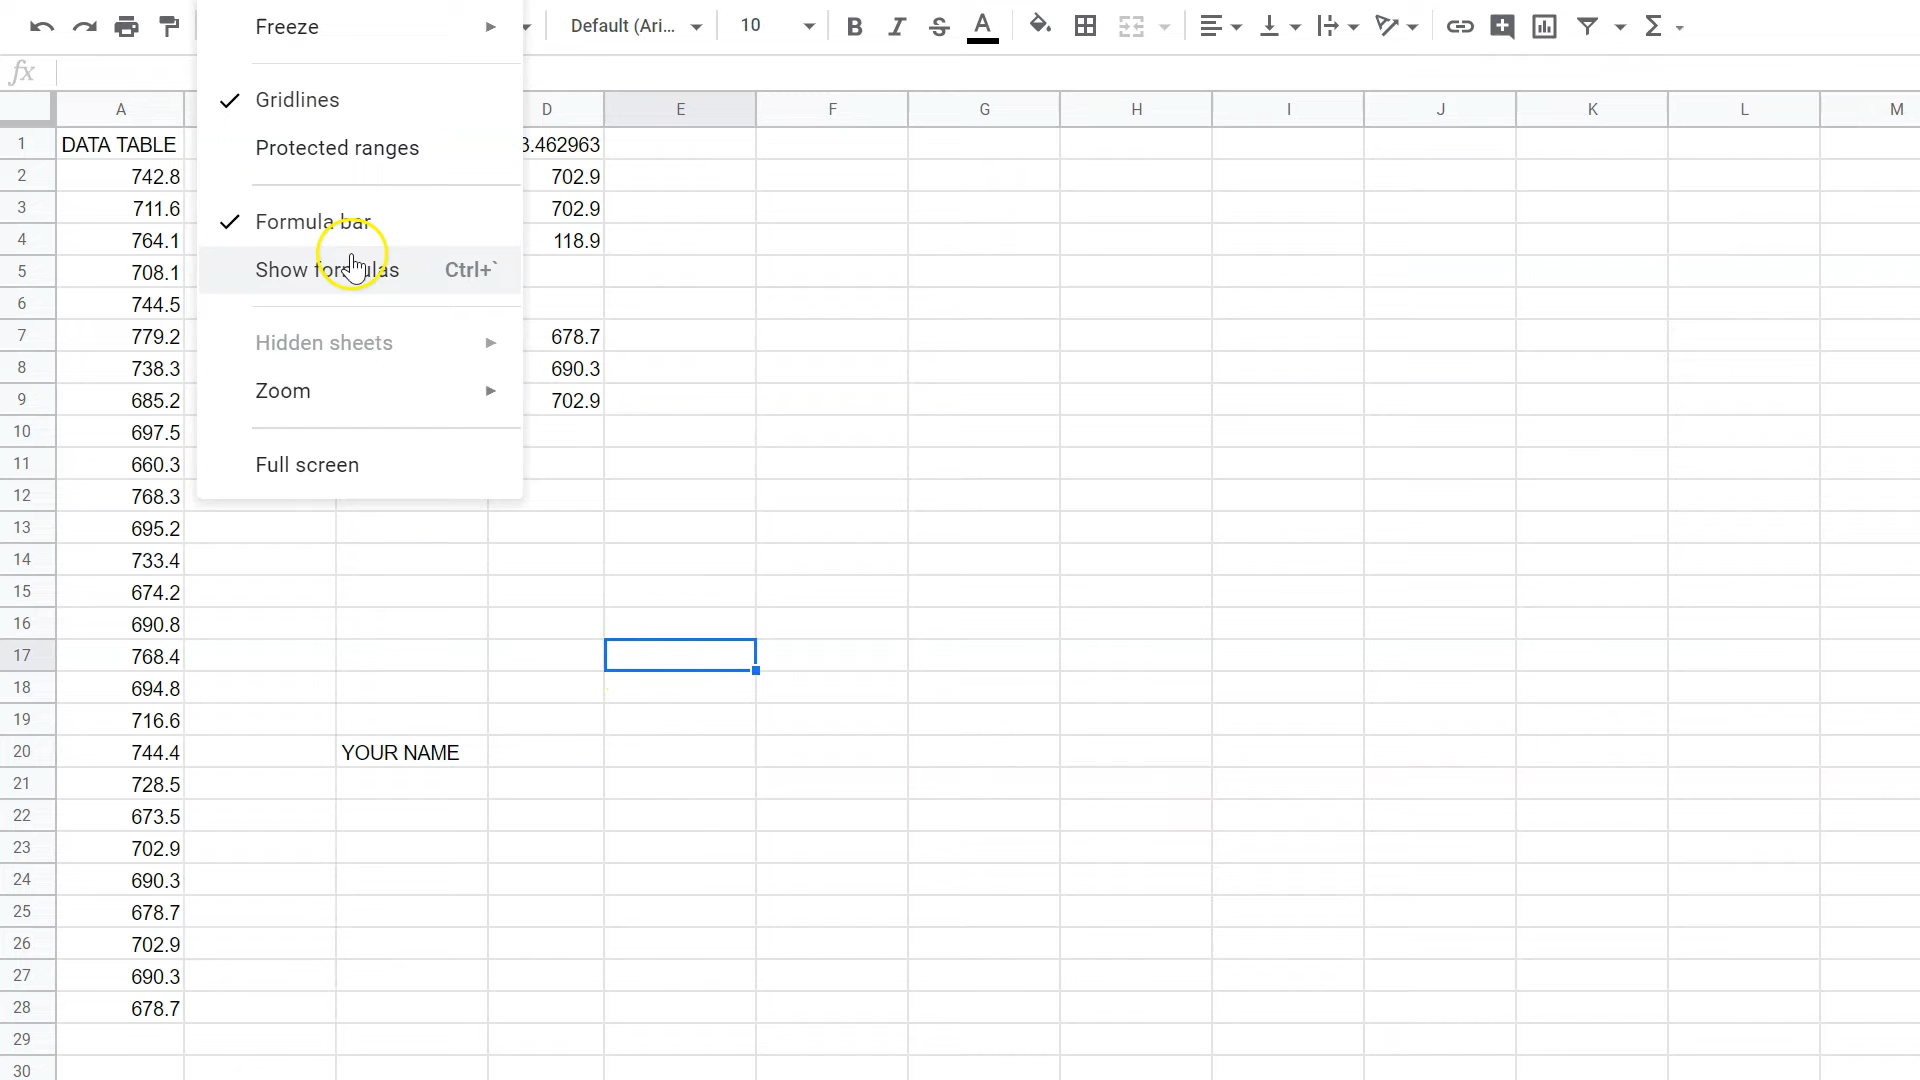 Freeze
Default (Ari...
10
B
I
S
A
fx
Gridlines
Protected ranges
Formula bar
Show formulas Ctrl+`
Hidden sheets
Zoom
Full screen
A D E F G H I J K L M
1 DATA TABLE 3.462963
2 742.8 702.9
3 711.6 702.9
4 764.1 118.9
5 708.1
6 744.5
7 779.2 678.7
8 738.3 690.3
9 685.2 702.9
10 697.5
11 660.3
12 768.3
13 695.2
14 733.4
15 674.2
16 690.8
17 768.4
18 694.8
19 716.6
20 744.4 YOUR NAME
21 728.5
22 673.5
23 702.9
24 690.3
25 678.7
26 702.9
27 690.3
28 678.7
29
30